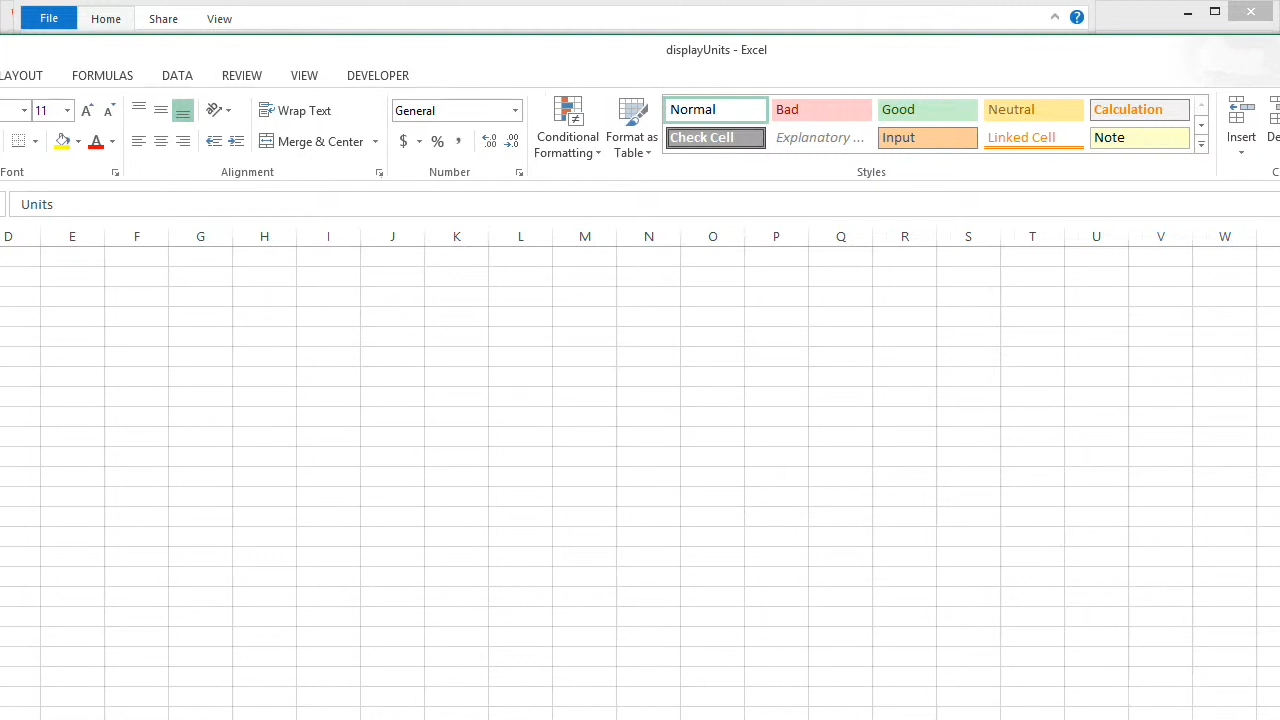 File Home Share View
displayUnits - Excel
LAYOUT FORMULAS DATA REVIEW VIEW DEVELOPER
11 Wrap Text General Normal Bad Good Neutral Calculation
Merge & Center $ % Conditional Formatting Format as Table Check Cell Explanatory ... Input Linked Cell Note Insert
Font Alignment Number Styles
Units
D E F G H I J K L M N O P Q R S T U V W